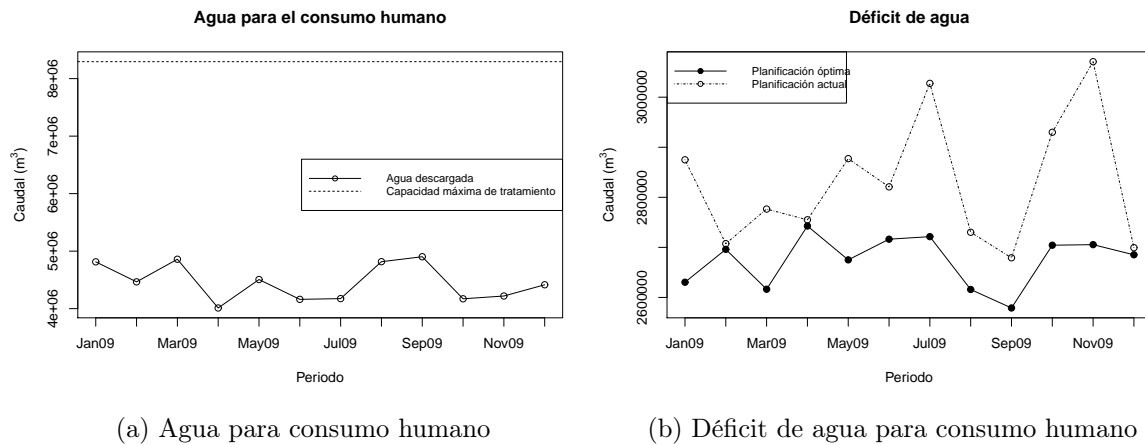 Agua para el consumo humano
Caudal (m³)
4e+06 5e+06 6e+06 7e+06 8e+06
Agua descargada
Capacidad máxima de tratamiento
Jan09 Mar09 May09 Jul09 Sep09 Nov09
Periodo
(a) Agua para consumo humano
Déficit de agua
Caudal (m³)
2600000 2800000 3000000
Planificación óptima
Planificación actual
Jan09 Mar09 May09 Jul09 Sep09 Nov09
Periodo
(b) Déficit de agua para consumo humano